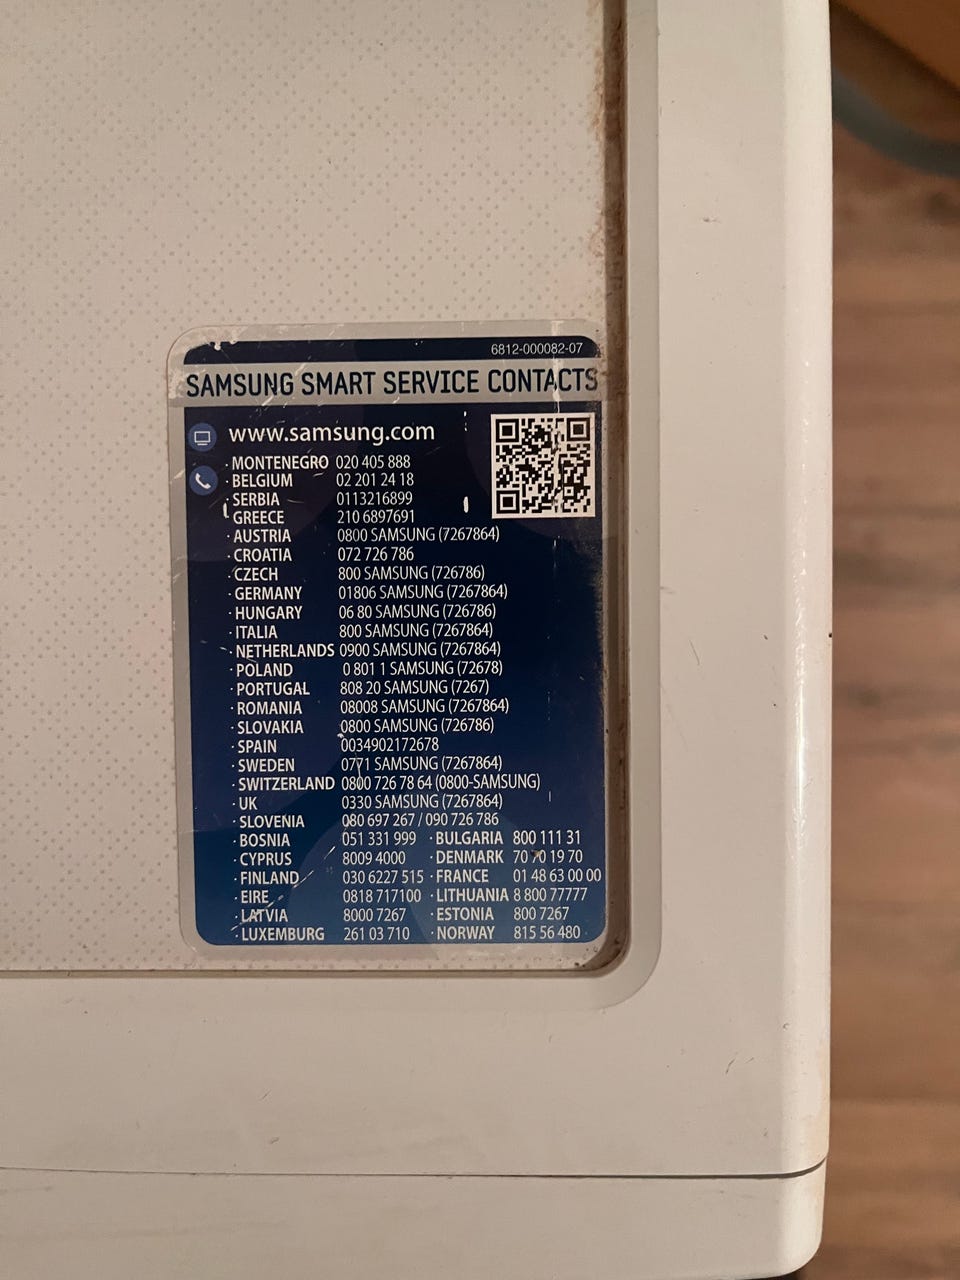 6812-000082-07
SAMSUNG SMART SERVICE CONTACTS
www.samsung.com
· MONTENEGRO 020 405 888
· BELGIUM 02 201 24 18
· SERBIA 0113216899
· GREECE 210 6897691
· AUSTRIA 0800 SAMSUNG (7267864)
· CROATIA 072 726 786
· CZECH 800 SAMSUNG (726786)
· GERMANY 01806 SAMSUNG (7267864)
· HUNGARY 06 80 SAMSUNG (726786)
· ITALIA 800 SAMSUNG (7267864)
· NETHERLANDS 0900 SAMSUNG (7267864)
· POLAND 0 801 1 SAMSUNG (72678)
· PORTUGAL 808 20 SAMSUNG (7267)
· ROMANIA 08008 SAMSUNG (7267864)
· SLOVAKIA 0800 SAMSUNG (726786)
· SPAIN 0034902172678
· SWEDEN 0771 SAMSUNG (7267864)
· SWITZERLAND 0800 726 78 64 (0800-SAMSUNG)
· UK 0330 SAMSUNG (7267864)
· SLOVENIA 080 697 267 / 090 726 786
· BOSNIA 051 331 999 · BULGARIA 800 111 31
· CYPRUS 8009 4000 · DENMARK 70 70 19 70
· FINLAND 030 6227 515 · FRANCE 01 48 63 00 00
· EIRE 0818 717100 · LITHUANIA 8 800 77777
· LATVIA 8000 7267 · ESTONIA 800 7267
· LUXEMBURG 261 03 710 · NORWAY 815 56 480